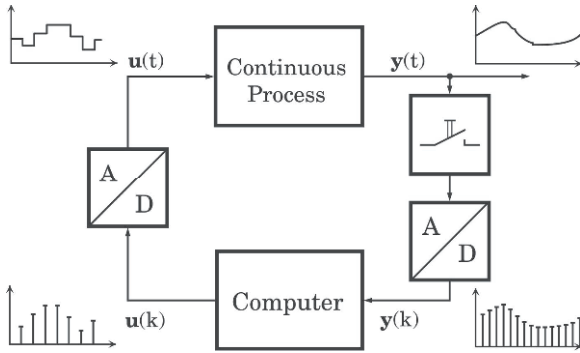 u(t)
Continuous
Process
y(t)
A
D
A
D
Computer
u(k)
y(k)